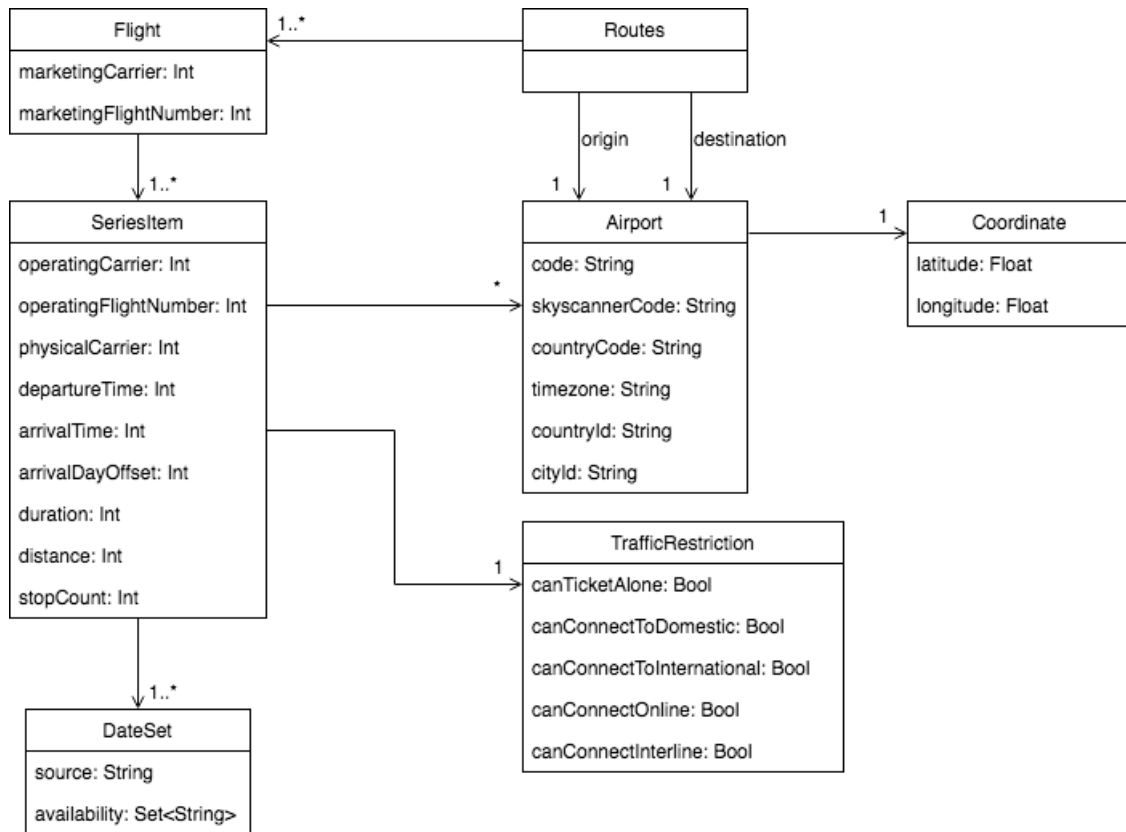 Flight
marketingCarrier: Int
marketingFlightNumber: Int
1..*
Routes
origin
destination
1
1
1..*
SeriesItem
operatingCarrier: Int
operatingFlightNumber: Int
physicalCarrier: Int
departureTime: Int
arrivalTime: Int
arrivalDayOffset: Int
duration: Int
distance: Int
stopCount: Int
*
Airport
code: String
skyscannerCode: String
countryCode: String
timezone: String
countryId: String
cityId: String
1
Coordinate
latitude: Float
longitude: Float
1
TrafficRestriction
canTicketAlone: Bool
canConnectToDomestic: Bool
canConnectToInternational: Bool
canConnectOnline: Bool
canConnectInterline: Bool
1..*
DateSet
source: String
availability: Set<String>